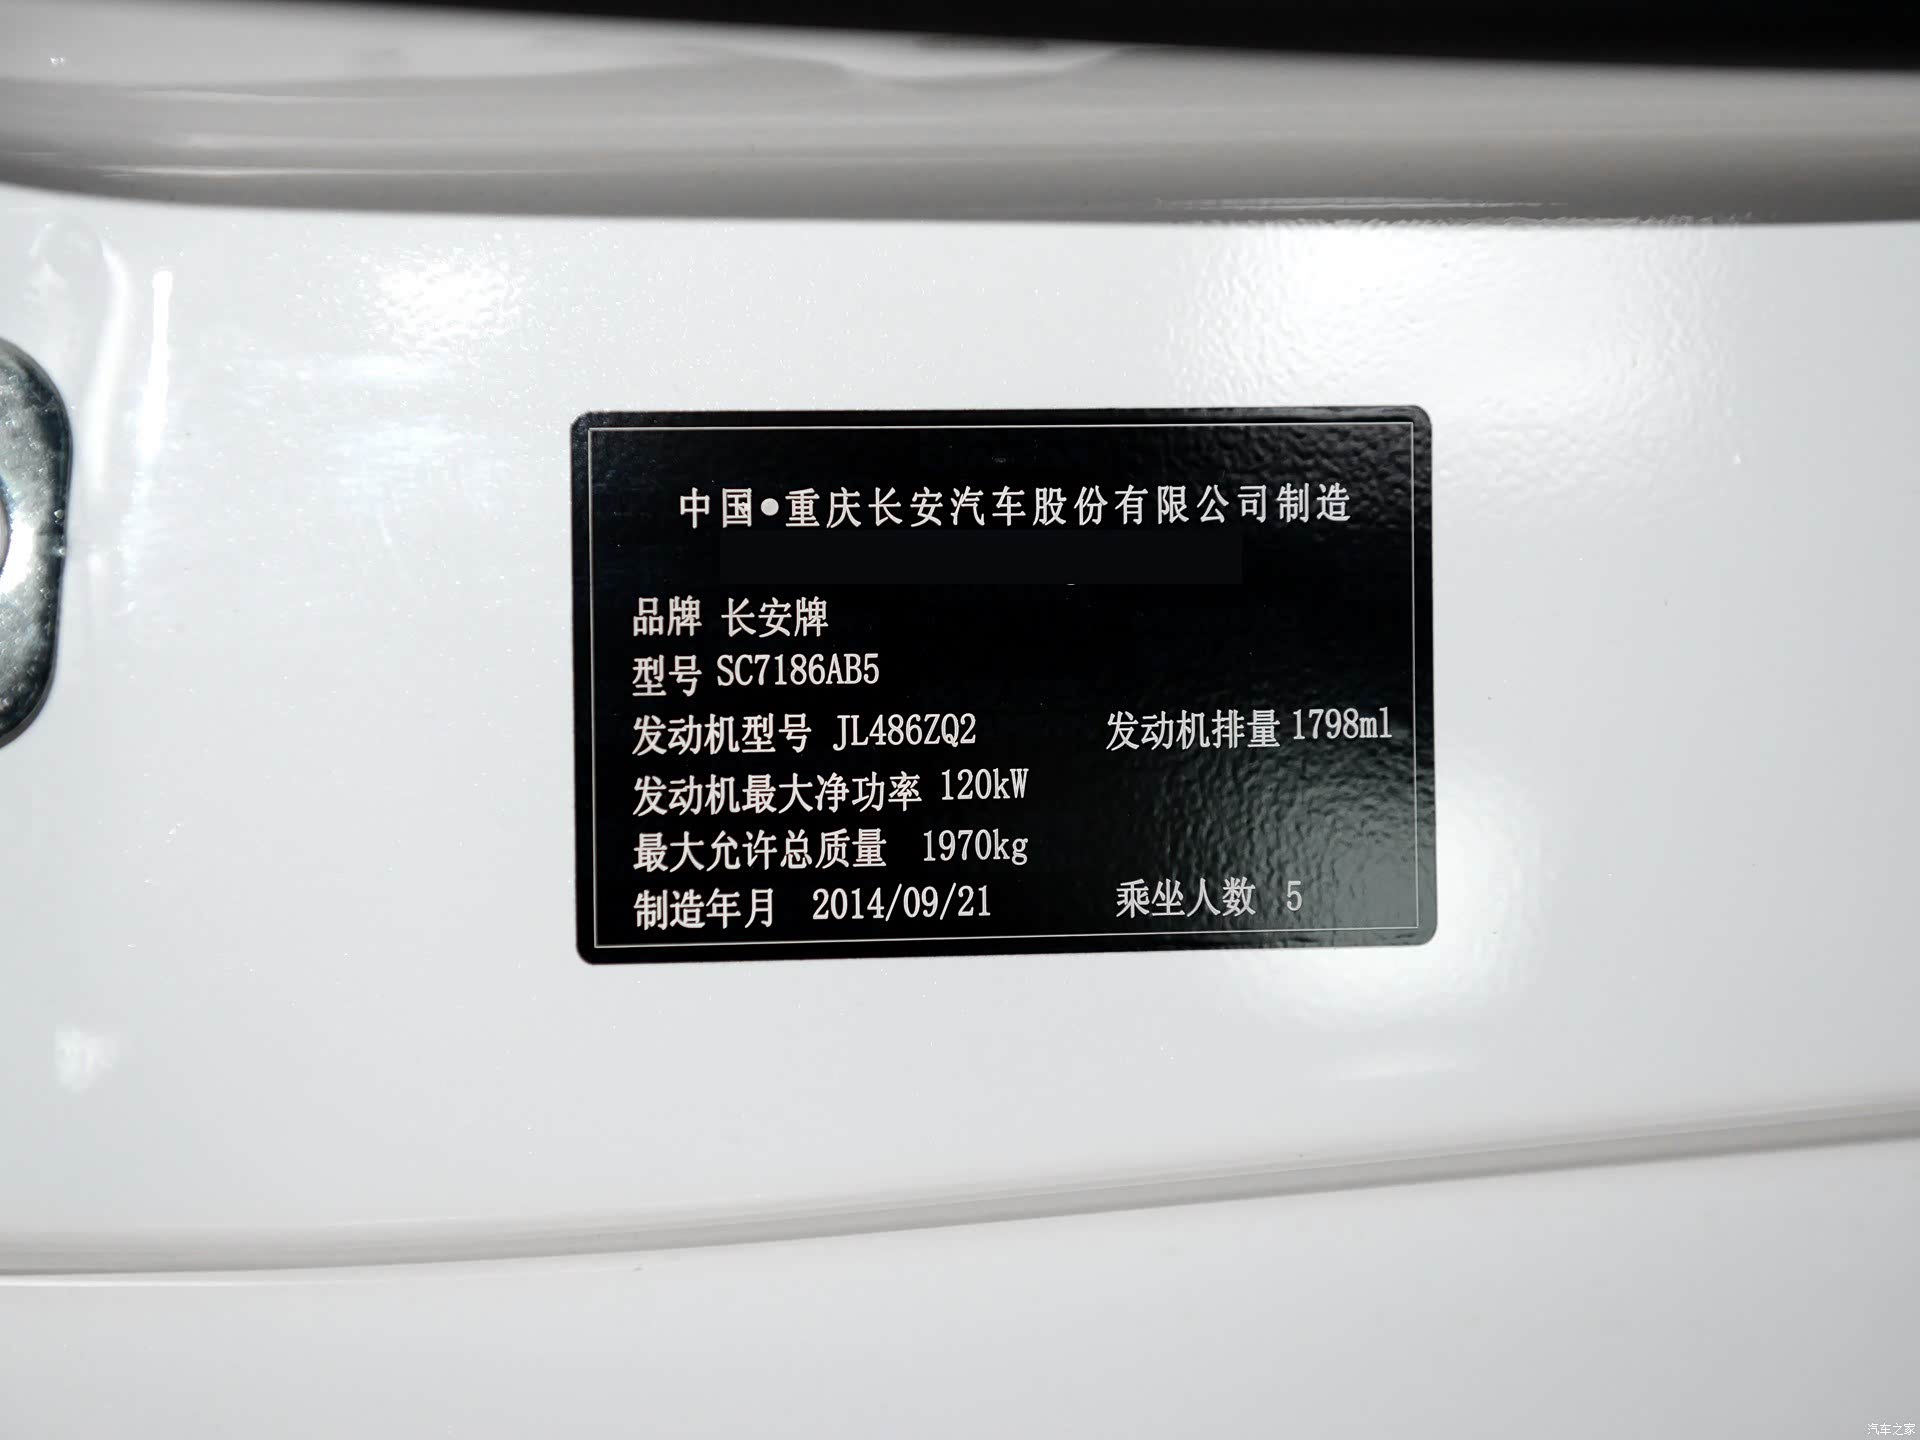 中国●重庆长安汽车股份有限公司制造
品牌 长安牌
型号 SC7186AB5
发动机型号 JL486ZQ2 发动机排量 1798ml
发动机最大净功率 120kW
最大允许总质量 1970kg
制造年月 2014/09/21 乘坐人数 5
汽车之家